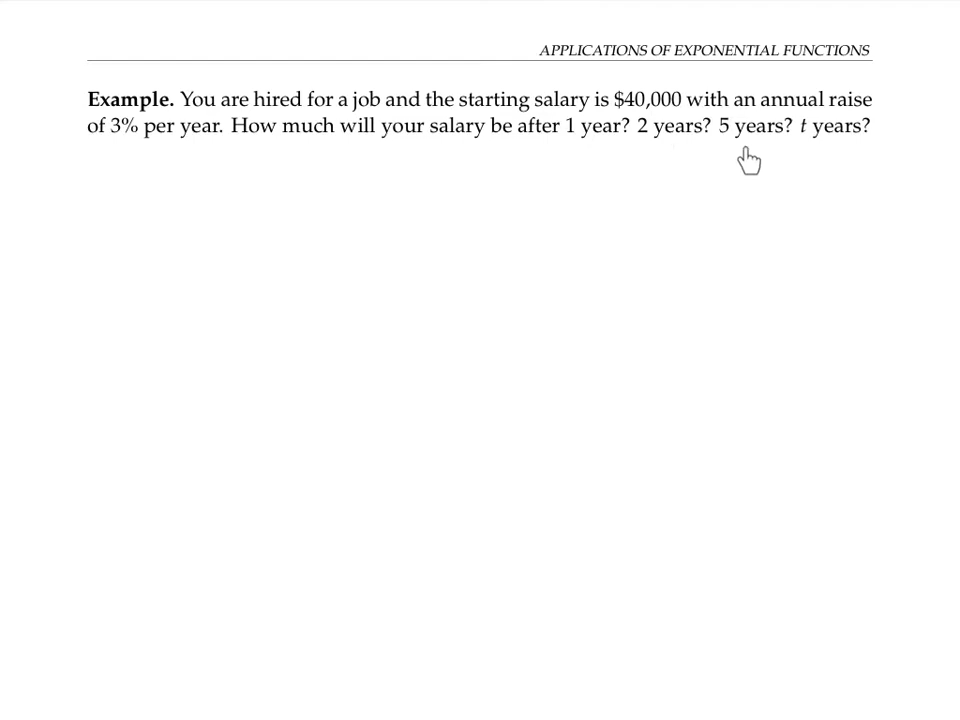 APPLICATIONS OF EXPONENTIAL FUNCTIONS
Example. You are hired for a job and the starting salary is $40,000 with an annual raise
of 3% per year. How much will your salary be after 1 year? 2 years? 5 years? t years?